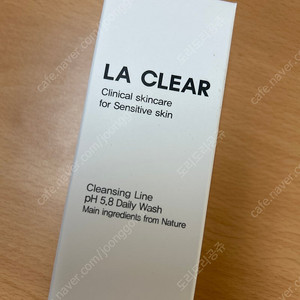 LA CLEAR
Clinical skincare
for Sensitive skin
Cleansing Line
pH 5,8 Daily Wash
Main ingredients from Nature